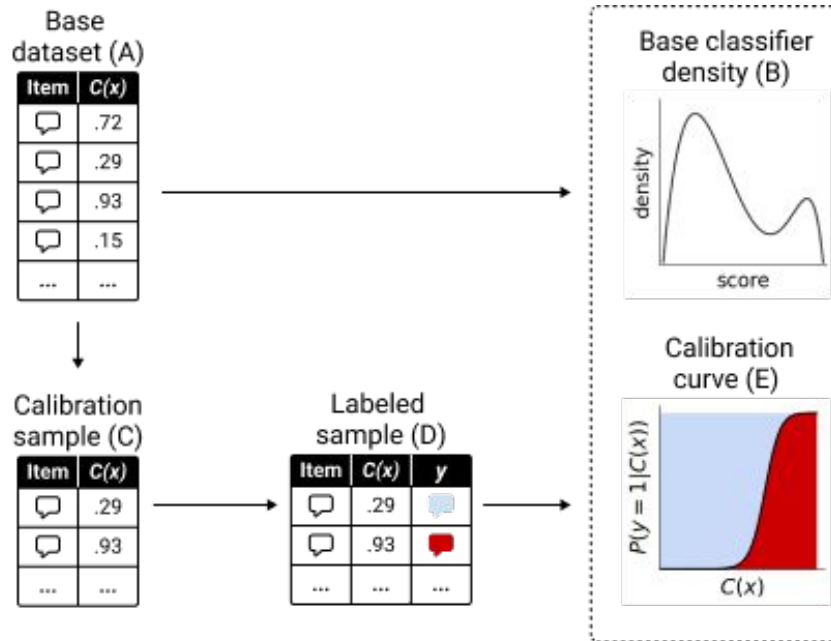 Base
dataset (A)
Item C(x)
.72
.29
.93
.15
... ...
Base classifier
density (B)
density
score
Calibration
sample (C)
Item C(x)
.29
.93
... ...
Labeled
sample (D)
Item C(x) y
.29
.93
... ... ...
Calibration
curve (E)
P(y = 1|C(x))
C(x)